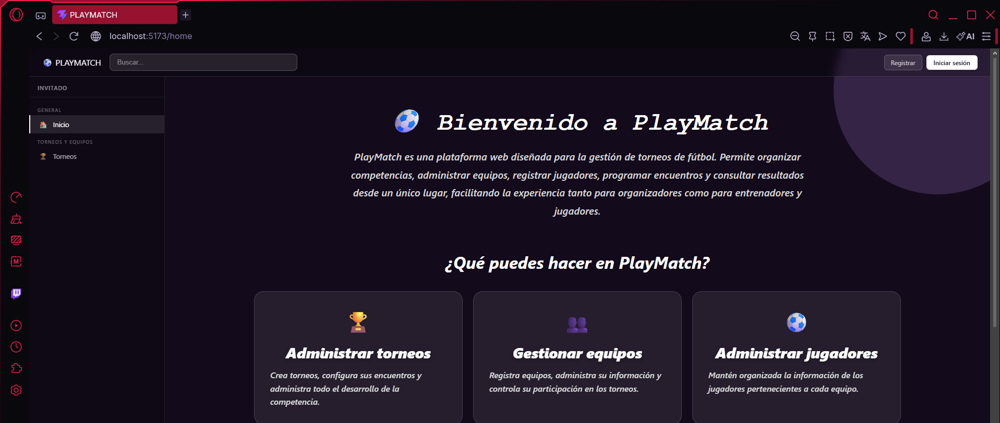 PLAYMATCH
localhost:5173/home
AI
PLAYMATCH
Buscar...
Registrar
Iniciar sesión
INVITADO
GENERAL
Inicio
TORNEOS Y EQUIPOS
Torneos
Bienvenido a PlayMatch
PlayMatch es una plataforma web diseñada para la gestión de torneos de fútbol. Permite organizar
competencias, administrar equipos, registrar jugadores, programar encuentros y consultar resultados
desde un único lugar, facilitando la experiencia tanto para organizadores como para entrenadores y
jugadores.
¿Qué puedes hacer en PlayMatch?
Administrar torneos
Crea torneos, configura sus encuentros y
administra todo el desarrollo de la
competencia.
Gestionar equipos
Registra equipos, administra su información y
controla su participación en los torneos.
Administrar jugadores
Mantén organizada la información de los
jugadores pertenecientes a cada equipo.
M